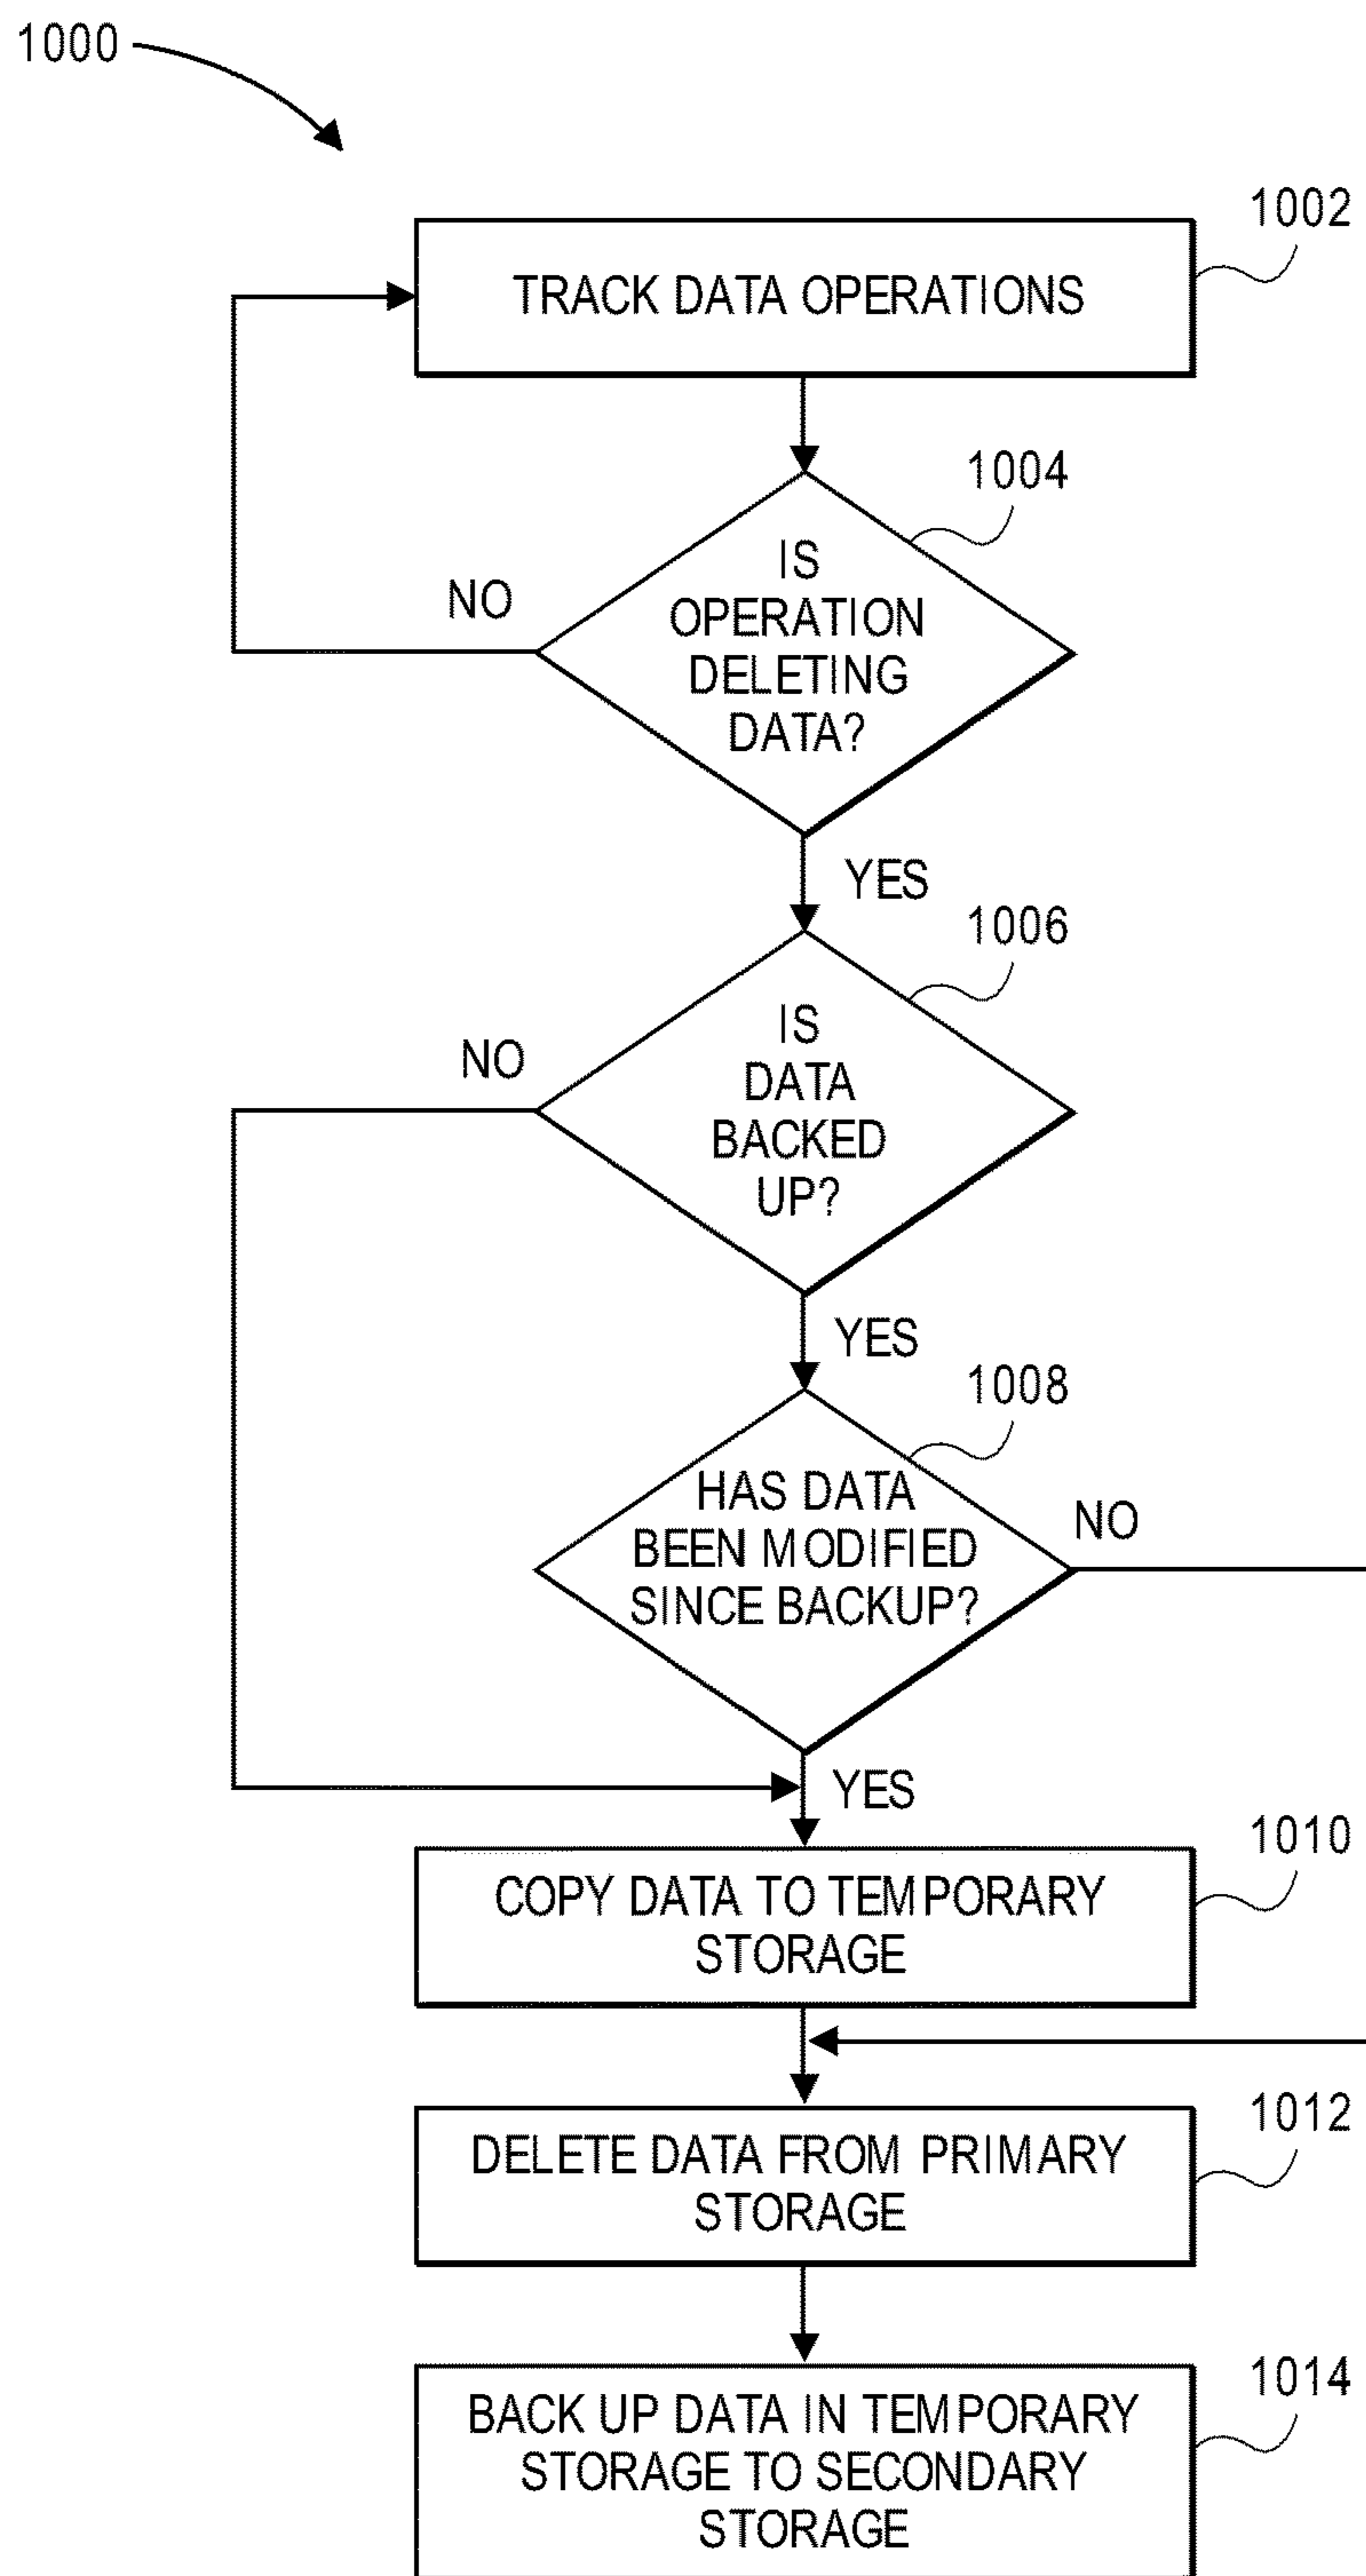 1000
1002
TRACK DATA OPERATIONS
1004
IS
OPERATION
DELETING
DATA?
NO
YES
1006
IS
DATA
BACKED
UP?
NO
YES
1008
HAS DATA
BEEN MODIFIED
SINCE BACKUP?
NO
YES
1010
COPY DATA TO TEMPORARY
STORAGE
1012
DELETE DATA FROM PRIMARY
STORAGE
1014
BACK UP DATA IN TEMPORARY
STORAGE TO SECONDARY
STORAGE